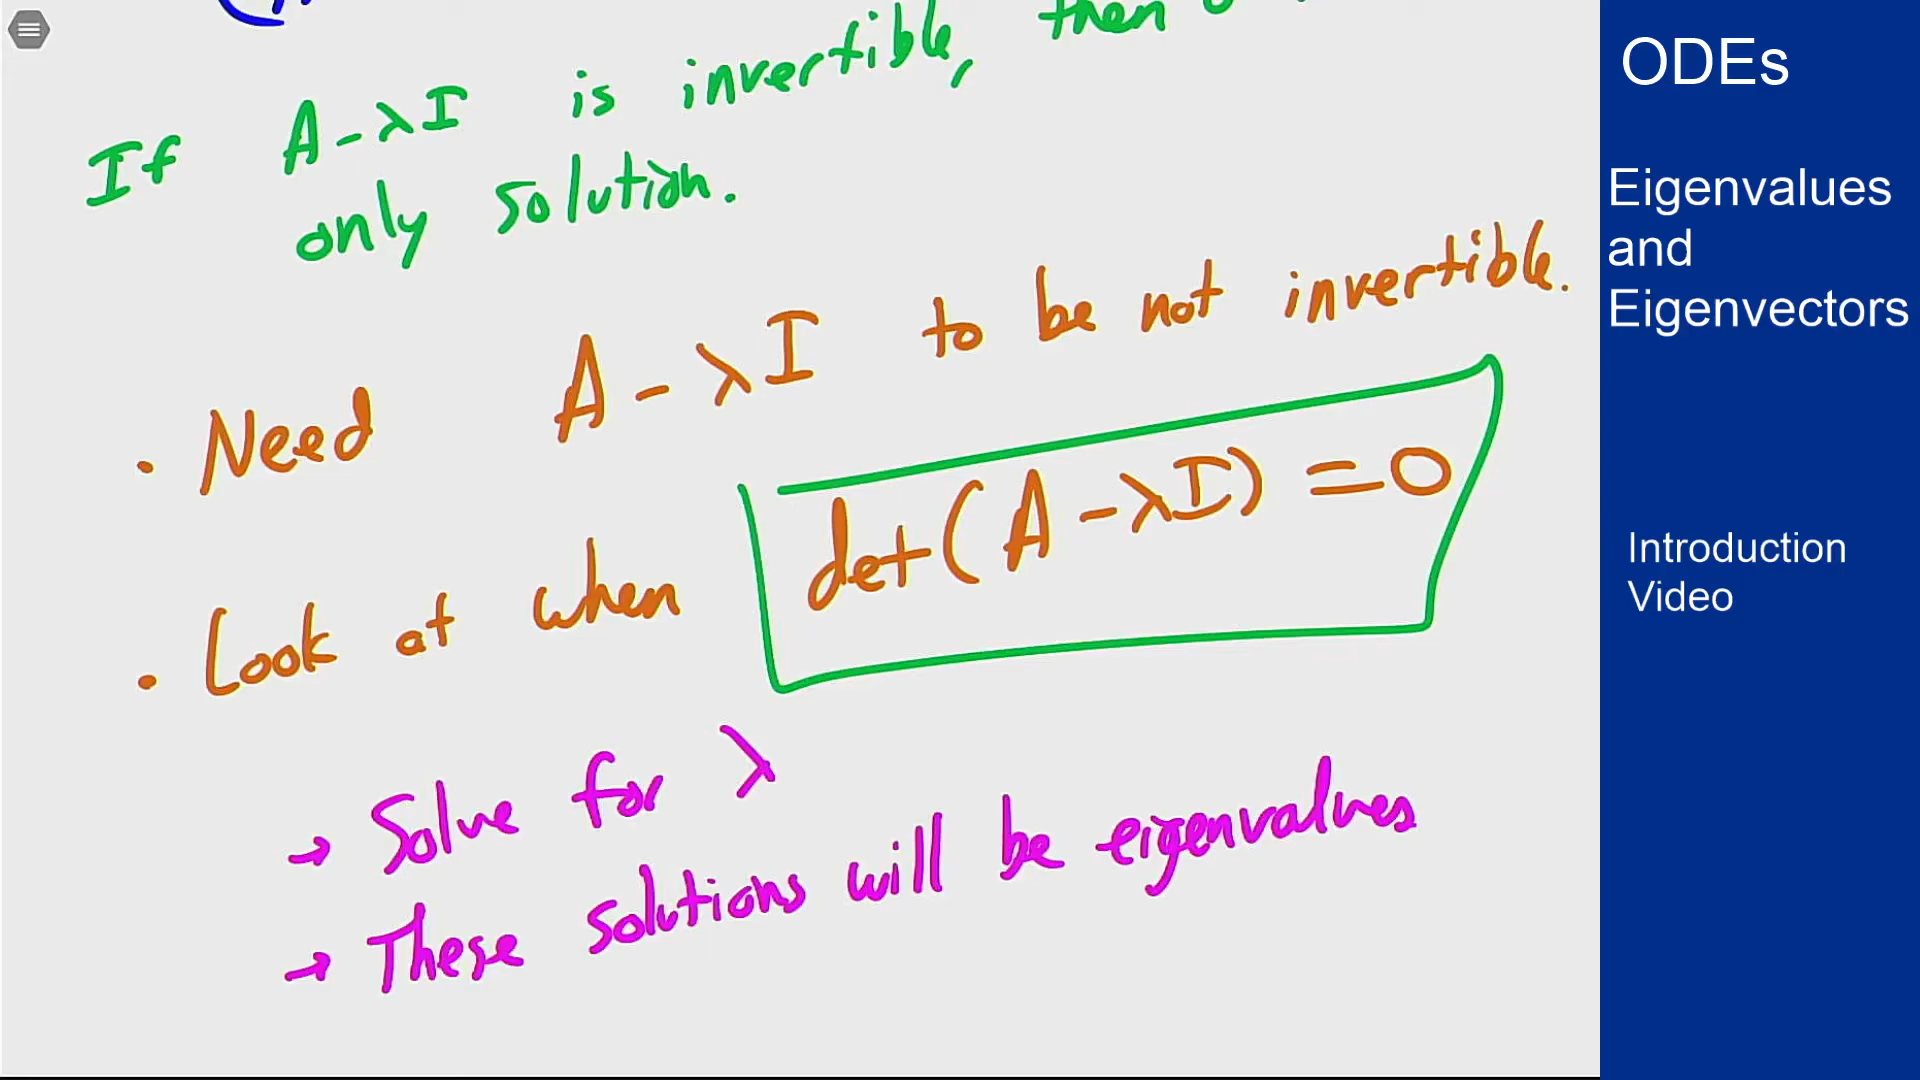 If A-λI is invertible, then
only solution.
• Need A-λI to be not invertible.
• Look at when det(A-λI)=0
→ Solve for λ
→ These solutions will be eigenvalues
ODEs
Eigenvalues
and
Eigenvectors
Introduction
Video